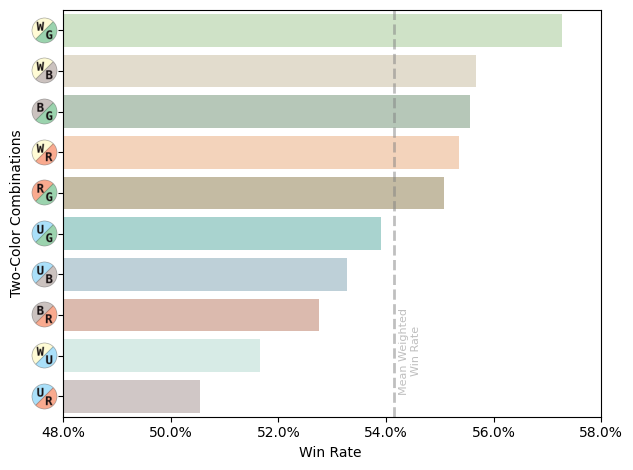 W G
W B
B G
W R
R G
U G
U B
B R
W U
U R
Two-Color Combinations
Mean Weighted
Win Rate
48.0% 50.0% 52.0% 54.0% 56.0% 58.0%
Win Rate